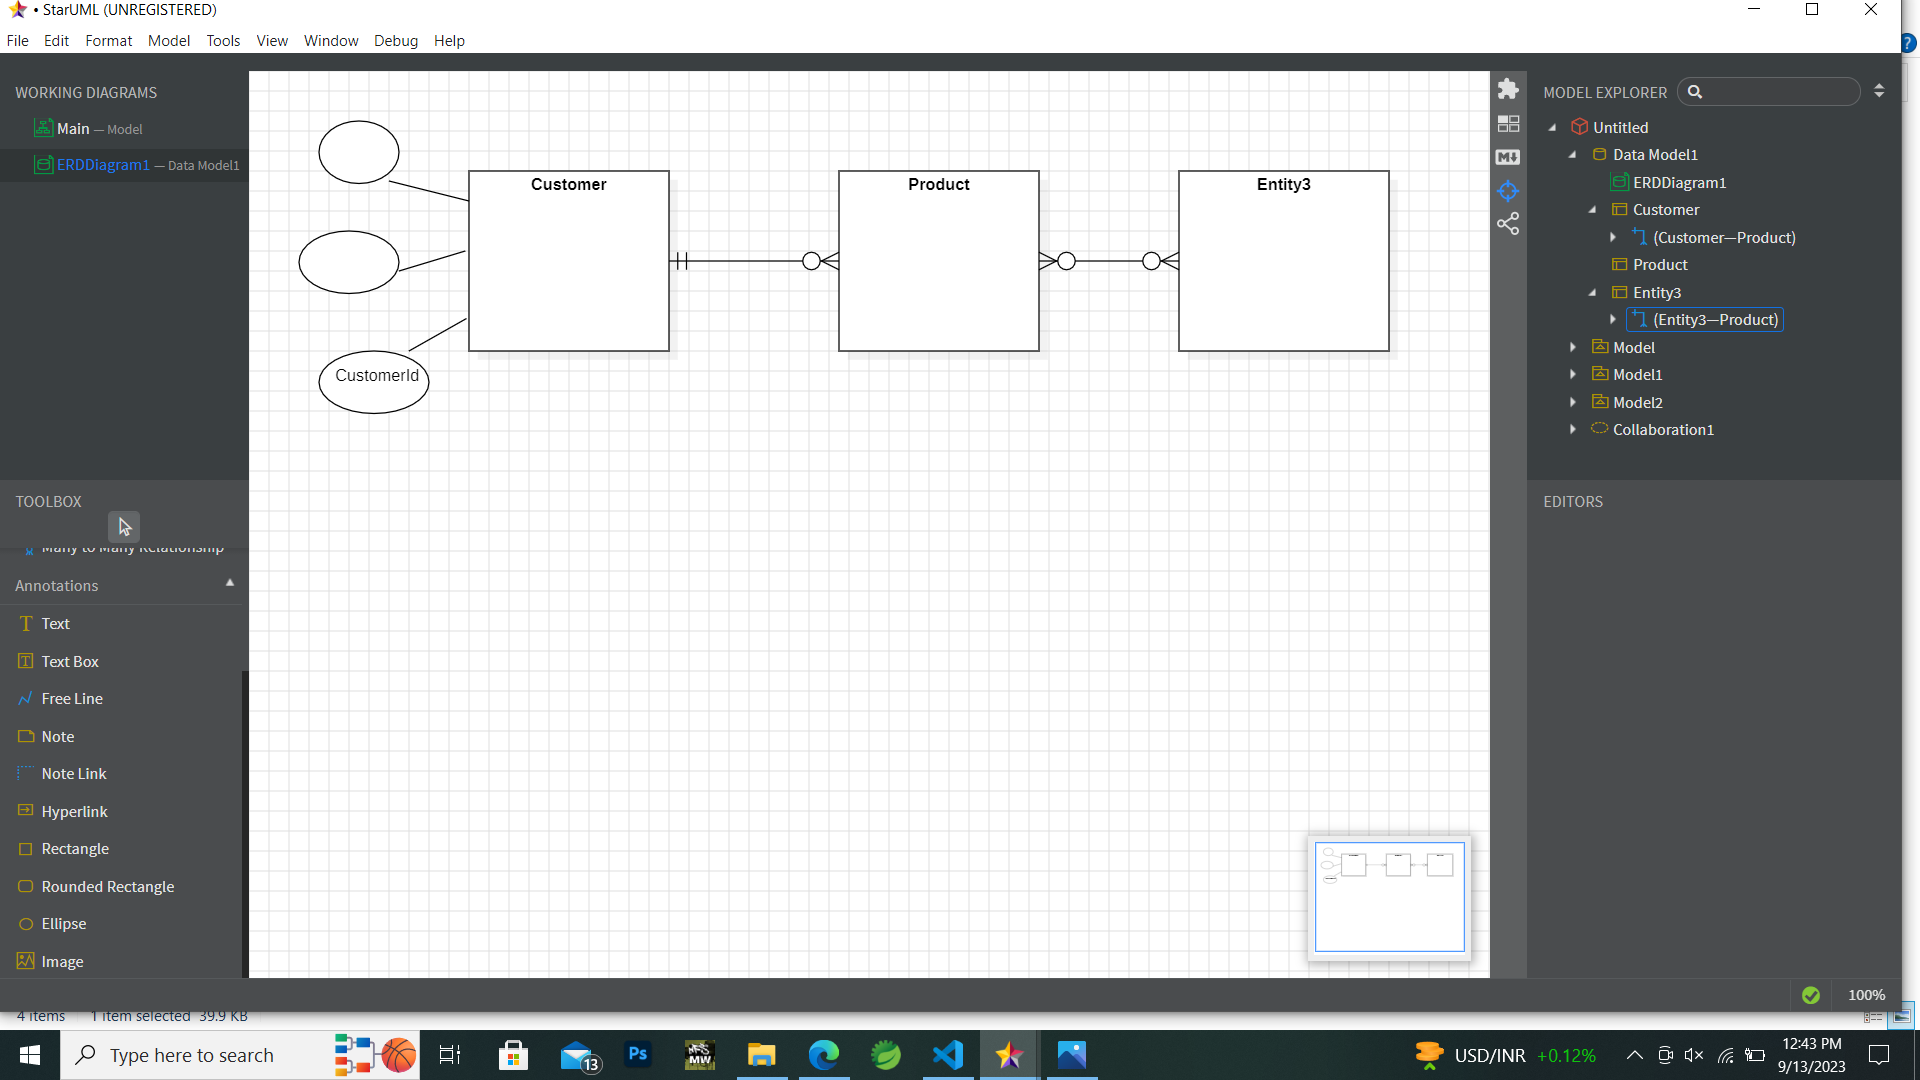 • StarUML (UNREGISTERED)
File Edit Format Model Tools View Window Debug Help
WORKING DIAGRAMS
Main — Model
ERDDiagram1 — Data Model1
TOOLBOX
Many to Many Relationship
Annotations
Text
Text Box
Free Line
Note
Note Link
Hyperlink
Rectangle
Rounded Rectangle
Ellipse
Image
Customer
Product
Entity3
CustomerId
MODEL EXPLORER
Untitled
Data Model1
ERDDiagram1
Customer
(Customer—Product)
Product
Entity3
(Entity3—Product)
Model
Model1
Model2
Collaboration1
EDITORS
100%
4 items 1 item selected 39.9 KB
Type here to search
13
Ps
MW
USD/INR +0.12%
12:43 PM
9/13/2023